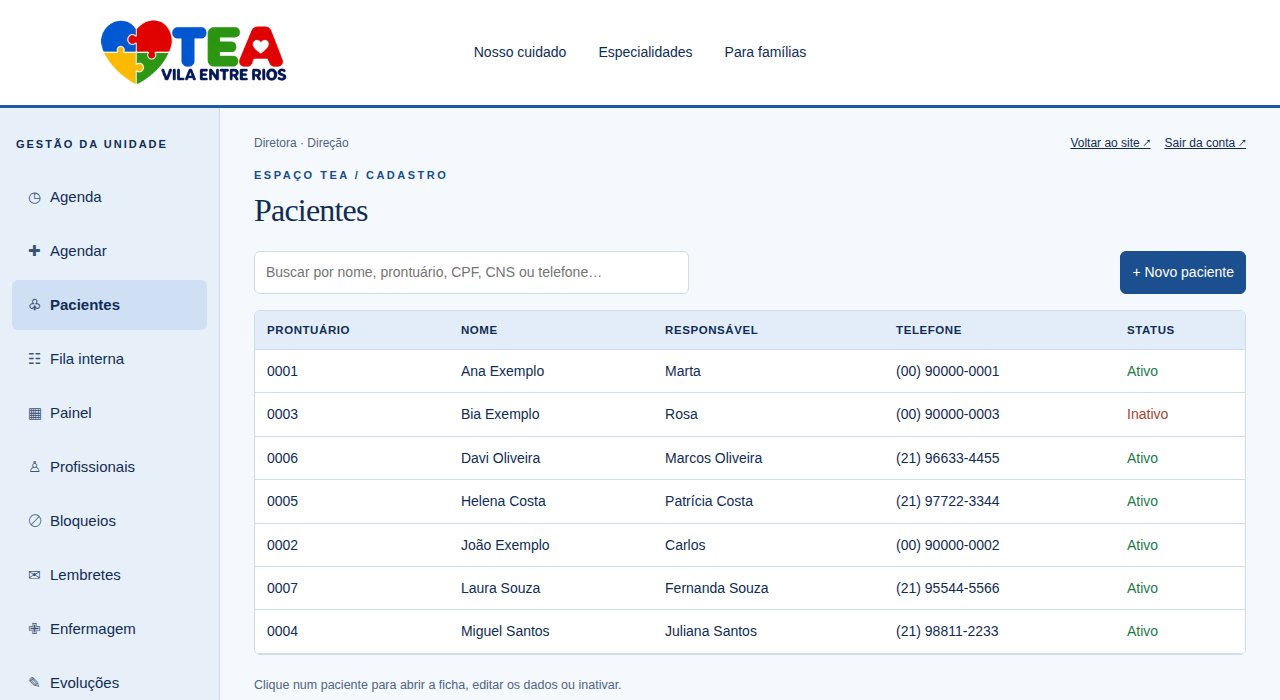 TEA
VILA ENTRE RIOS
Nosso cuidado Especialidades Para famílias
GESTÃO DA UNIDADE
Agenda
Agendar
Pacientes
Fila interna
Painel
Profissionais
Bloqueios
Lembretes
Enfermagem
Evoluções
Diretora · Direção
Voltar ao site ↗ Sair da conta ↗
ESPAÇO TEA / CADASTRO
Pacientes
Buscar por nome, prontuário, CPF, CNS ou telefone…
+ Novo paciente
PRONTUÁRIO NOME RESPONSÁVEL TELEFONE STATUS
0001 Ana Exemplo Marta (00) 90000-0001 Ativo
0003 Bia Exemplo Rosa (00) 90000-0003 Inativo
0006 Davi Oliveira Marcos Oliveira (21) 96633-4455 Ativo
0005 Helena Costa Patrícia Costa (21) 97722-3344 Ativo
0002 João Exemplo Carlos (00) 90000-0002 Ativo
0007 Laura Souza Fernanda Souza (21) 95544-5566 Ativo
0004 Miguel Santos Juliana Santos (21) 98811-2233 Ativo
Clique num paciente para abrir a ficha, editar os dados ou inativar.